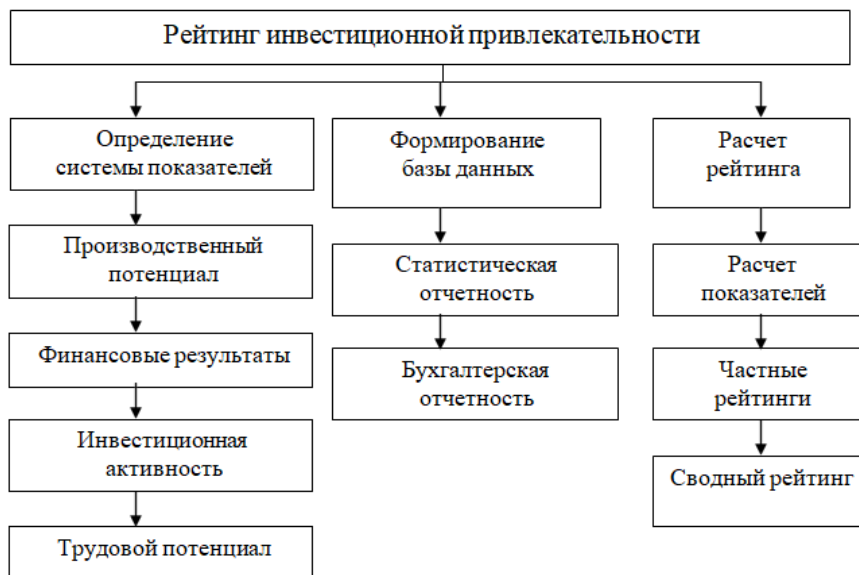 Рейтинг инвестиционной привлекательности
Определение
системы показателей
Производственный
потенциал
Финансовые результаты
Инвестиционная
активность
Трудовой потенциал
Формирование
базы данных
Статистическая
отчетность
Бухгалтерская
отчетность
Расчет
рейтинга
Расчет
показателей
Частные
рейтинги
Сводный рейтинг